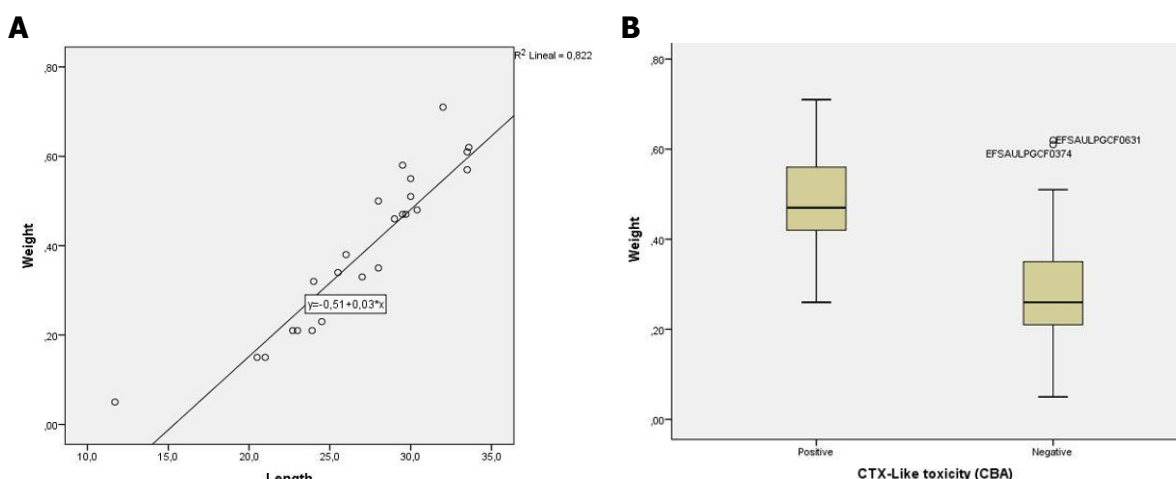 A
R² Lineal = 0,822
,80
,60
,40
,20
,00
Weight
y=-0,51+0,03*x
10,0 15,0 20,0 25,0 30,0 35,0
Length
B
,80
,60
,40
,20
,00
Weight
EFSAULPGCF0631
EFSAULPGCF0374
Positive Negative
CTX-Like toxicity (CBA)